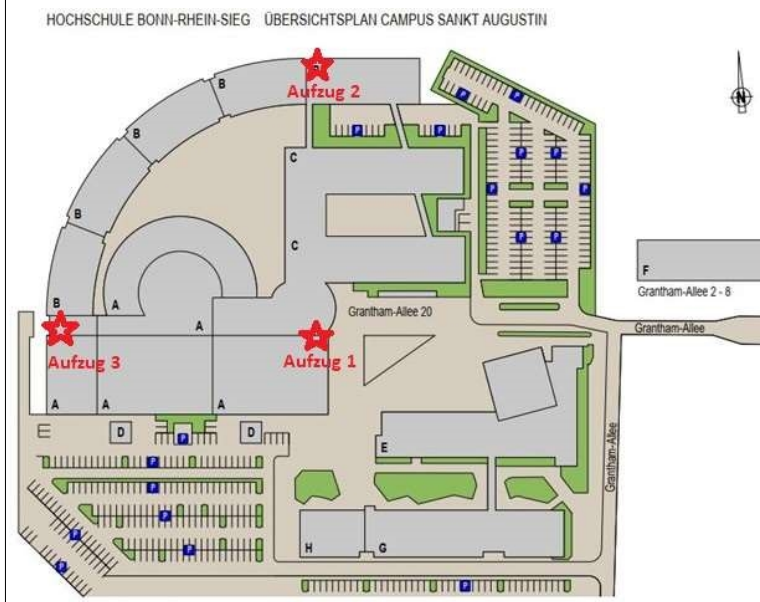 HOCHSCHULE BONN-RHEIN-SIEG ÜBERSICHTSPLAN CAMPUS SANKT AUGUSTIN
B
Aufzug 2
P
P
N
B
P
P
C
P
P
P
P
B
C
P
P
F
Grantham-Allee 2 - 8
B
A
A
Grantham-Allee 20
Grantham-Allee
Aufzug 3
Aufzug 1
A
A
A
D
D
P
E
Grantham-Allee
P
P
P
P
P
P
H
G
P